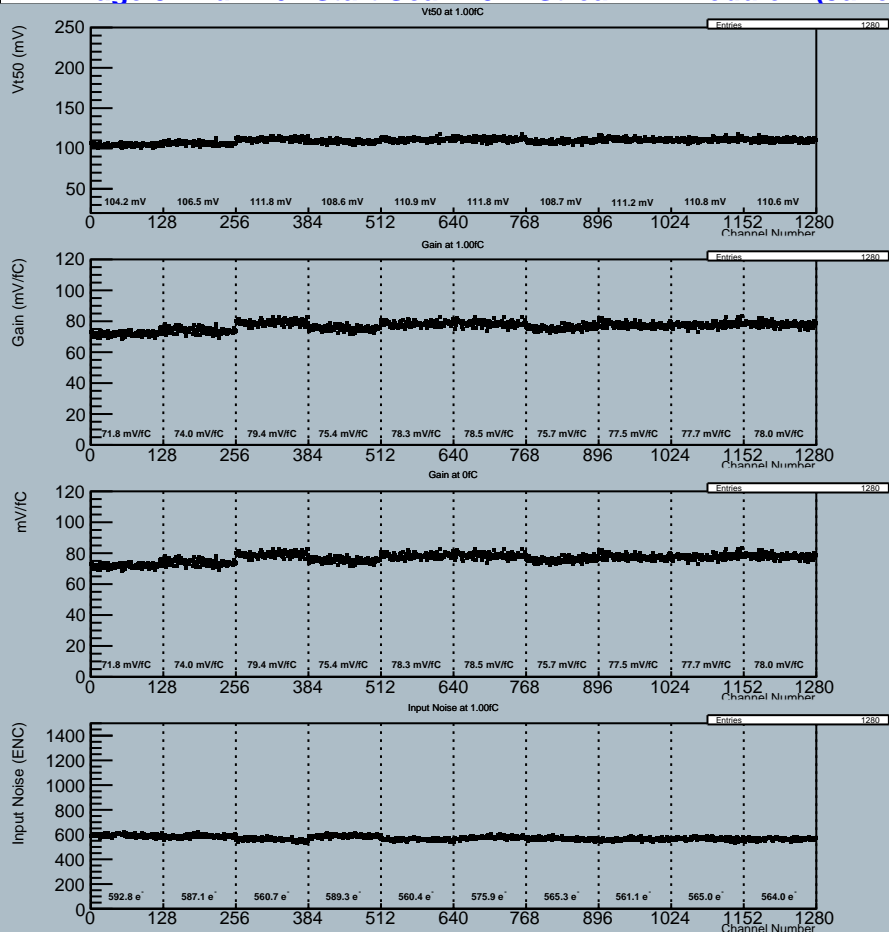 Vt50 at 1.00fC
Entries 1280
Vt50 (mV)
250
200
150
100
50
104.2 mV 106.5 mV 111.8 mV 108.6 mV 110.9 mV 111.8 mV 108.7 mV 111.2 mV 110.8 mV 110.6 mV
0 128 256 384 512 640 768 896 1024 1152 1280
Channel Number
Gain at 1.00fC
Entries 1280
Gain (mV/fC)
120
100
80
60
40
20
0
71.8 mV/fC 74.0 mV/fC 79.4 mV/fC 75.4 mV/fC 78.3 mV/fC 78.5 mV/fC 75.7 mV/fC 77.5 mV/fC 77.7 mV/fC 78.0 mV/fC
0 128 256 384 512 640 768 896 1024 1152 1280
Channel Number
Gain at 0fC
Entries 1280
mV/fC
120
100
80
60
40
20
0
71.8 mV/fC 74.0 mV/fC 79.4 mV/fC 75.4 mV/fC 78.3 mV/fC 78.5 mV/fC 75.7 mV/fC 77.5 mV/fC 77.7 mV/fC 78.0 mV/fC
0 128 256 384 512 640 768 896 1024 1152 1280
Channel Number
Input Noise at 1.00fC
Entries 1280
Input Noise (ENC)
1400
1200
1000
800
600
400
200
0
592.8 e⁻ 587.1 e⁻ 560.7 e⁻ 589.3 e⁻ 560.4 e⁻ 575.9 e⁻ 565.3 e⁻ 561.1 e⁻ 565.0 e⁻ 564.0 e⁻
0 128 256 384 512 640 768 896 1024 1152 1280
Channel Number